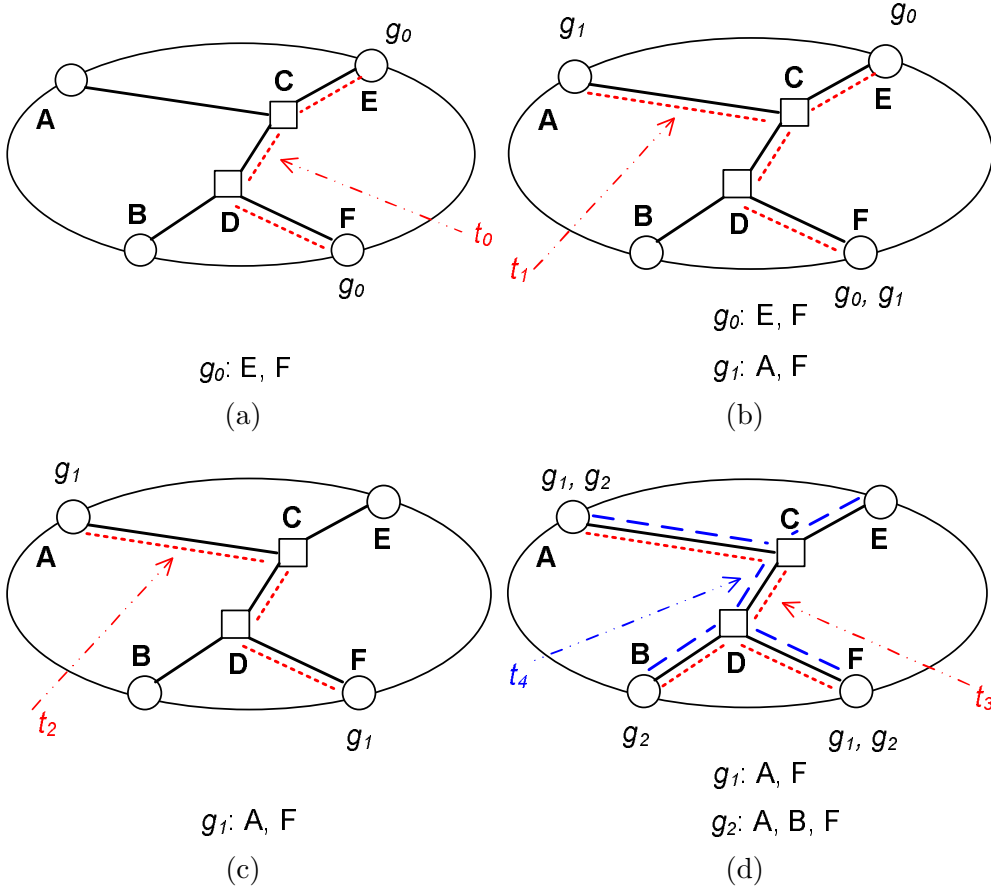 g0
C
E
A
B
D
F
t0
g0
g0: E, F
(a)
g1
g0
C
E
A
B
D
F
t1
g0, g1
g0: E, F
g1: A, F
(b)
g1
C
E
A
B
D
F
t2
g1
g1: A, F
(c)
g1, g2
C
E
A
B
D
F
t4
t3
g2
g1, g2
g1: A, F
g2: A, B, F
(d)